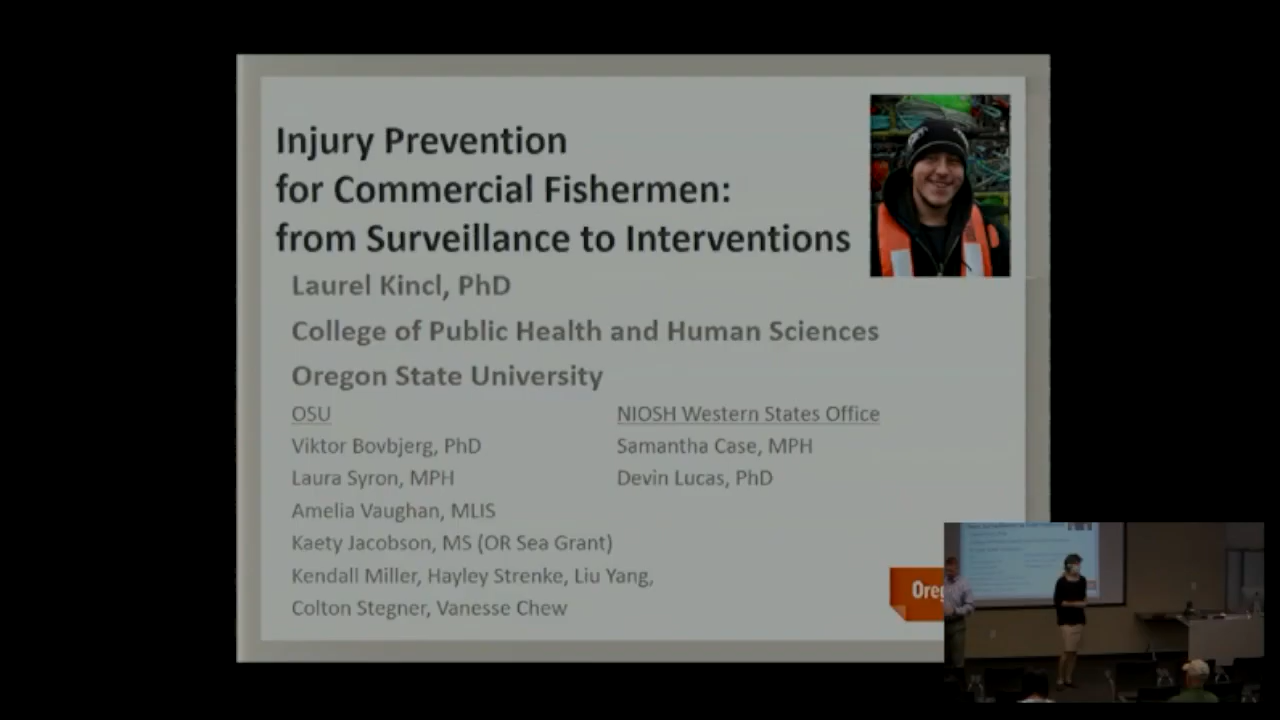 Injury Prevention
for Commercial Fishermen:
from Surveillance to Interventions
Laurel Kincl, PhD
College of Public Health and Human Sciences
Oregon State University
OSU
Viktor Bovbjerg, PhD
Laura Syron, MPH
Amelia Vaughan, MLIS
Kaety Jacobson, MS (OR Sea Grant)
Kendall Miller, Hayley Strenke, Liu Yang,
Colton Stegner, Vanesse Chew
NIOSH Western States Office
Samantha Case, MPH
Devin Lucas, PhD